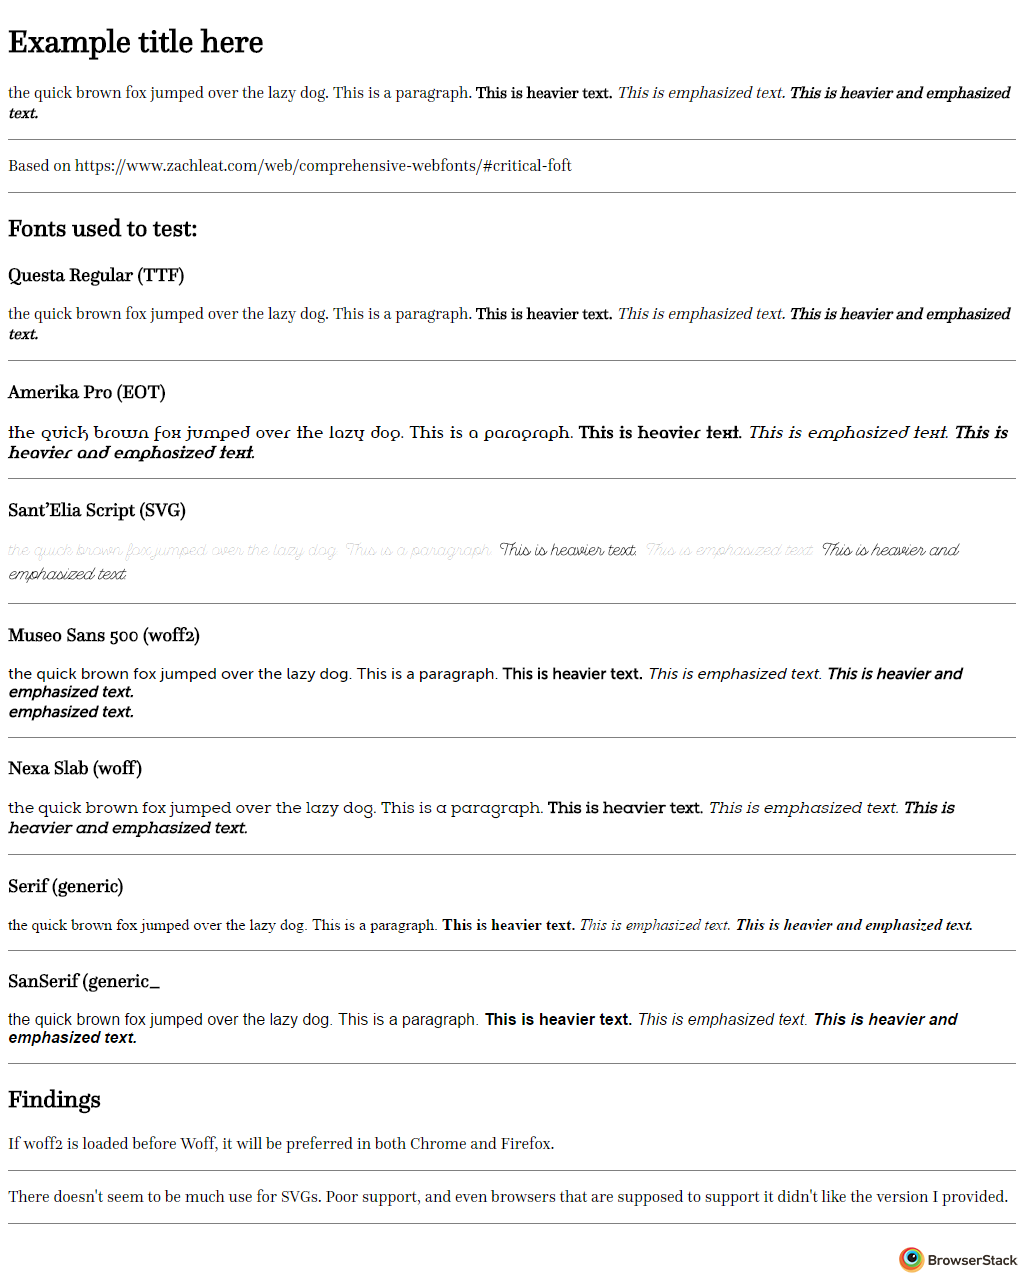 Example title here
the quick brown fox jumped over the lazy dog. This is a paragraph. This is heavier text. This is emphasized text. This is heavier and emphasized
text.
Based on https://www.zachleat.com/web/comprehensive-webfonts/#critical-foft
Fonts used to test:
Questa Regular (TTF)
the quick brown fox jumped over the lazy dog. This is a paragraph. This is heavier text. This is emphasized text. This is heavier and emphasized
text.
Amerika Pro (EOT)
the quick brown fox jumped over the lazy dog. This is a paragraph. This is heavier text. This is emphasized text. This is
heavier and emphasized text.
Sant’Elia Script (SVG)
the quick brown fox jumped over the lazy dog. This is a paragraph. This is heavier text. This is emphasized text. This is heavier and
emphasized text.
Museo Sans 500 (woff2)
the quick brown fox jumped over the lazy dog. This is a paragraph. This is heavier text. This is emphasized text. This is heavier and
emphasized text.
emphasized text.
Nexa Slab (woff)
the quick brown fox jumped over the lazy dog. This is a paragraph. This is heavier text. This is emphasized text. This is
heavier and emphasized text.
Serif (generic)
the quick brown fox jumped over the lazy dog. This is a paragraph. This is heavier text. This is emphasized text. This is heavier and emphasized text.
SanSerif (generic_
the quick brown fox jumped over the lazy dog. This is a paragraph. This is heavier text. This is emphasized text. This is heavier and
emphasized text.
Findings
If woff2 is loaded before Woff, it will be preferred in both Chrome and Firefox.
There doesn't seem to be much use for SVGs. Poor support, and even browsers that are supposed to support it didn't like the version I provided.
BrowserStack